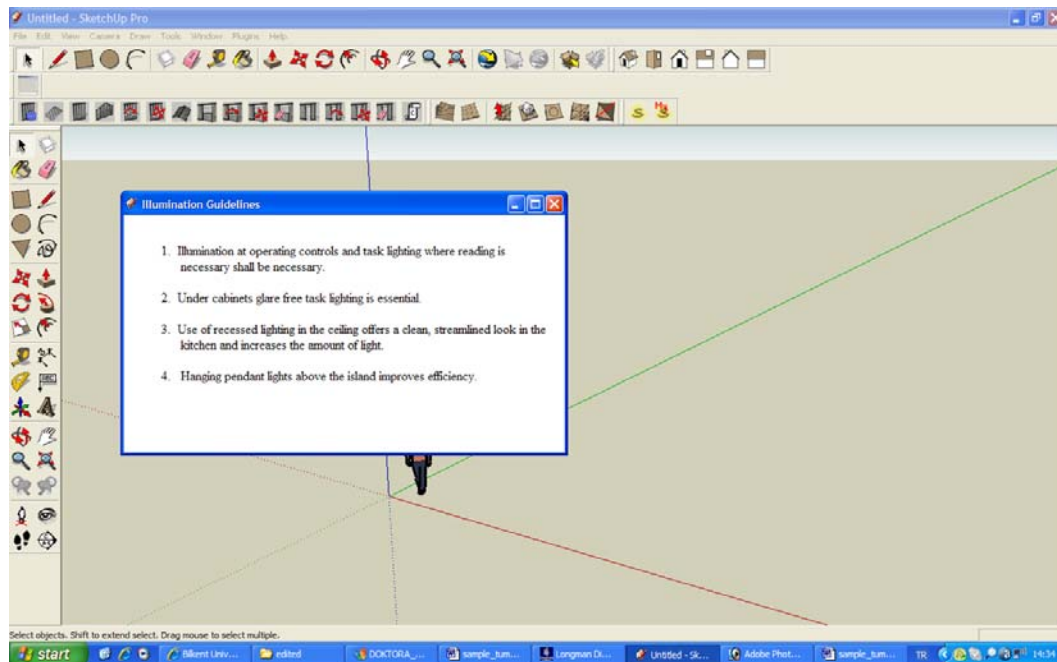 Untitled - SketchUp Pro
File Edit View Camera Draw Tools Window Plugins Help
Illumination Guidelines
1. Illumination at operating controls and task lighting where reading is
necessary shall be necessary.
2. Under cabinets glare free task lighting is essential.
3. Use of recessed lighting in the ceiling offers a clean, streamlined look in the
kitchen and increases the amount of light.
4. Hanging pendant lights above the island improves efficiency.
Select objects. Shift to extend select. Drag mouse to select multiple.
start Bilkent Univ... edited DOKTORA_... sample_tum... Longman Di... Untitled - Sk... Adobe Phot... sample_tum... TR 14:34